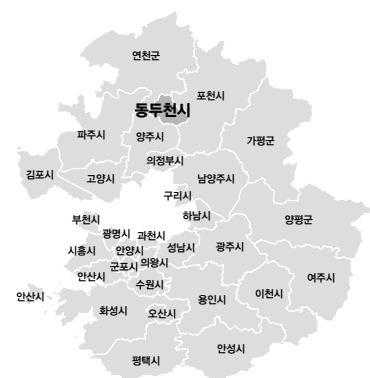 연천군
포천시
동두천시
파주시
양주시
가평군
의정부시
김포시
고양시
남양주시
구리시
부천시
하남시
양평군
광명시
과천시
시흥시
안양시
성남시
광주시
군포시
의왕시
안산시
수원시
여주시
안산시
용인시
이천시
화성시
오산시
평택시
안성시